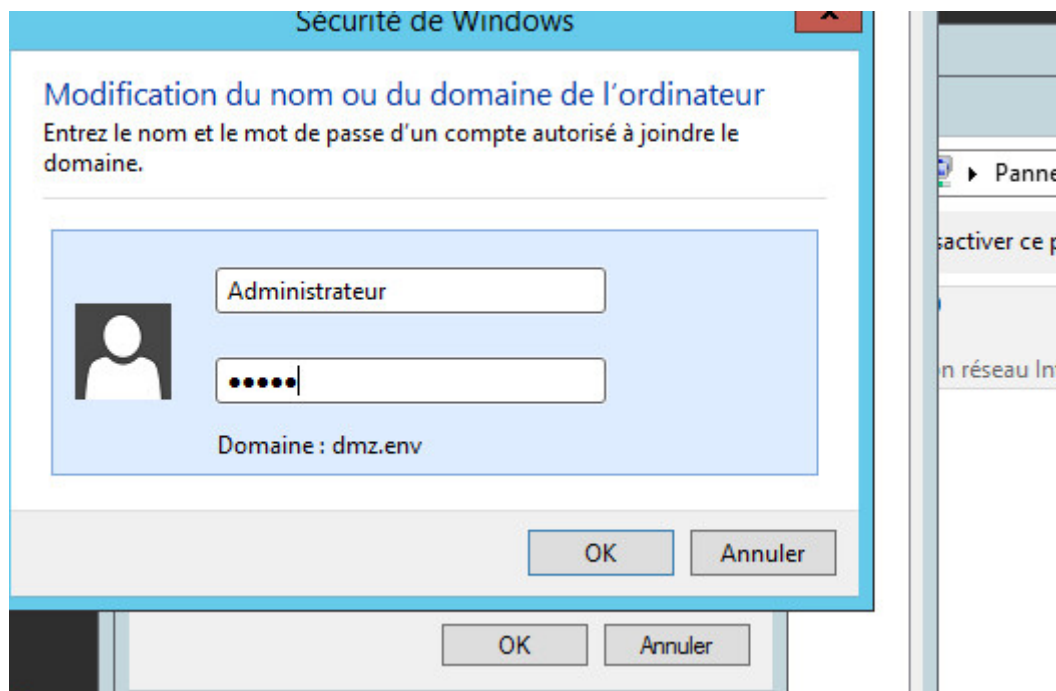 Sécurité de Windows
Modification du nom ou du domaine de l'ordinateur
Entrez le nom et le mot de passe d'un compte autorisé à joindre le
domaine.
Administrateur
●●●●●
Domaine : dmz.env
OK Annuler
OK Annuler
Panne
sactiver ce p
n réseau In